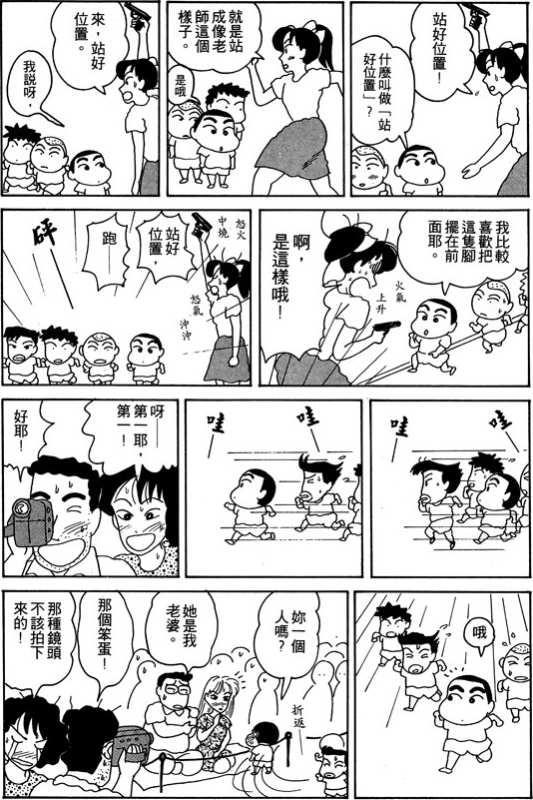 站好位置！
什麼叫做「站
好位置」？
就是站
成像老
師這個
樣子。
是哦
來，站好
位置。
我説呀，
我比較
喜歡把
這隻腳
擺在前
面耶。
火氣
上升
啊，
是這樣哦！
怒火
中燒
站好
位置，
怒氣
沖沖
跑——
砰
哇
哇
哇
哇
呀——
第一耶，
第一！
好耶！
哦
妳一個
人嗎？
折返
她是我
老婆。
那個笨蛋！
那種鏡頭
不該拍下
來的！